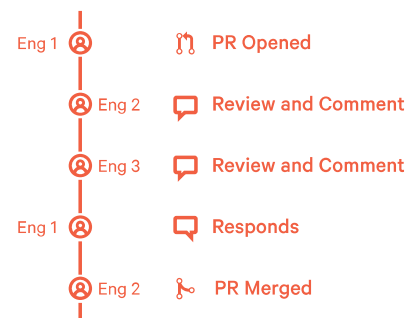 Eng 1 PR Opened
Eng 2 Review and Comment
Eng 3 Review and Comment
Eng 1 Responds
Eng 2 PR Merged